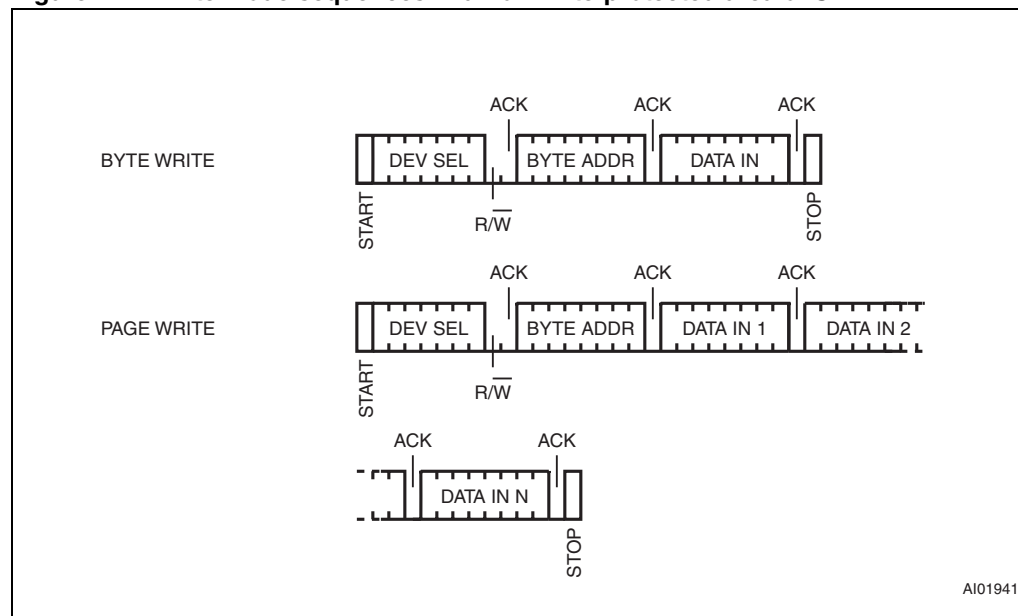 ACK ACK ACK
BYTE WRITE DEV SEL BYTE ADDR DATA IN
START R/W̅ STOP
ACK ACK ACK
PAGE WRITE DEV SEL BYTE ADDR DATA IN 1 DATA IN 2
START R/W̅
ACK ACK
DATA IN N
STOP
AI01941